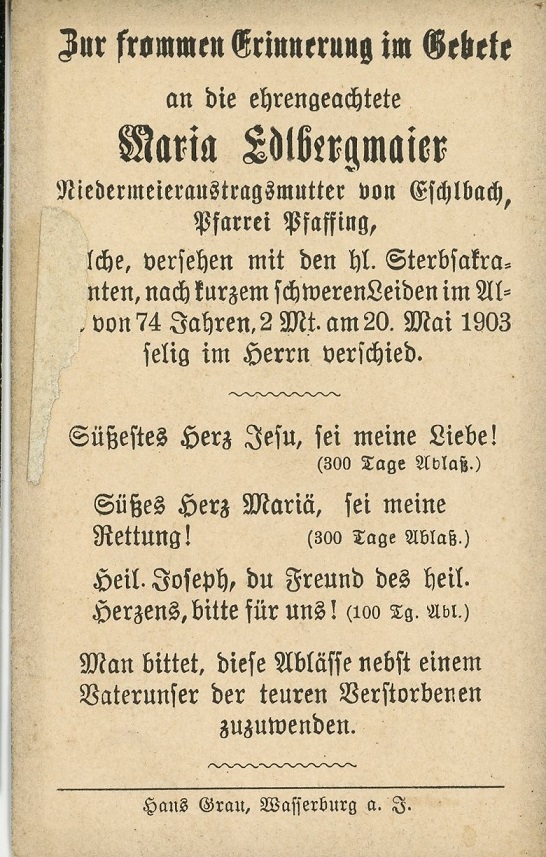 Zur frommen Erinnerung im Gebete
an die ehrengeachtete
Maria Edlbergmaier
Niedermeieraustragsmutter von Eschlbach,
Pfarrei Pfaffing,
lche, versehen mit den hl. Sterbsakra-
nten, nach kurzem schweren Leiden im Al-
von 74 Jahren, 2 Mt. am 20. Mai 1903
selig im Herrn verschied.
Süßestes Herz Jesu, sei meine Liebe!
(300 Tage Ablaß.)
Süßes Herz Mariä, sei meine
Rettung! (300 Tage Ablaß.)
Heil. Joseph, du Freund des heil.
Herzens, bitte für uns! (100 Tg. Abl.)
Man bittet, diese Ablässe nebst einem
Vaterunser der teuren Verstorbenen
zuzuwenden.
Hans Grau, Wasserburg a. J.